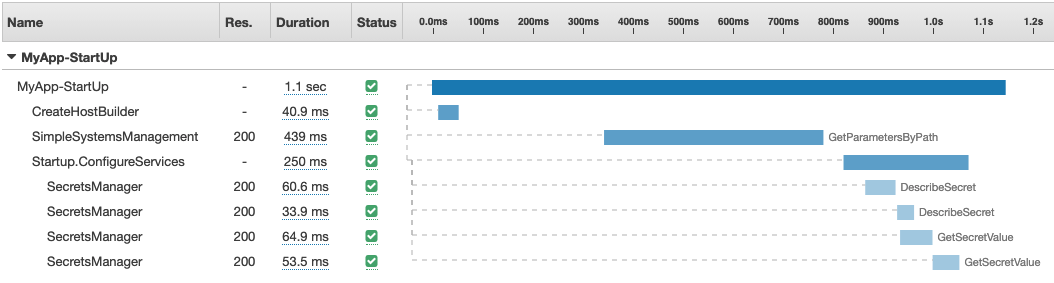 Name Res. Duration Status 0.0ms 100ms 200ms 300ms 400ms 500ms 600ms 700ms 800ms 900ms 1.0s 1.1s 1.2s
MyApp-StartUp
MyApp-StartUp - 1.1 sec
CreateHostBuilder - 40.9 ms
SimpleSystemsManagement 200 439 ms GetParametersByPath
Startup.ConfigureServices - 250 ms
SecretsManager 200 60.6 ms DescribeSecret
SecretsManager 200 33.9 ms DescribeSecret
SecretsManager 200 64.9 ms GetSecretValue
SecretsManager 200 53.5 ms GetSecretValue